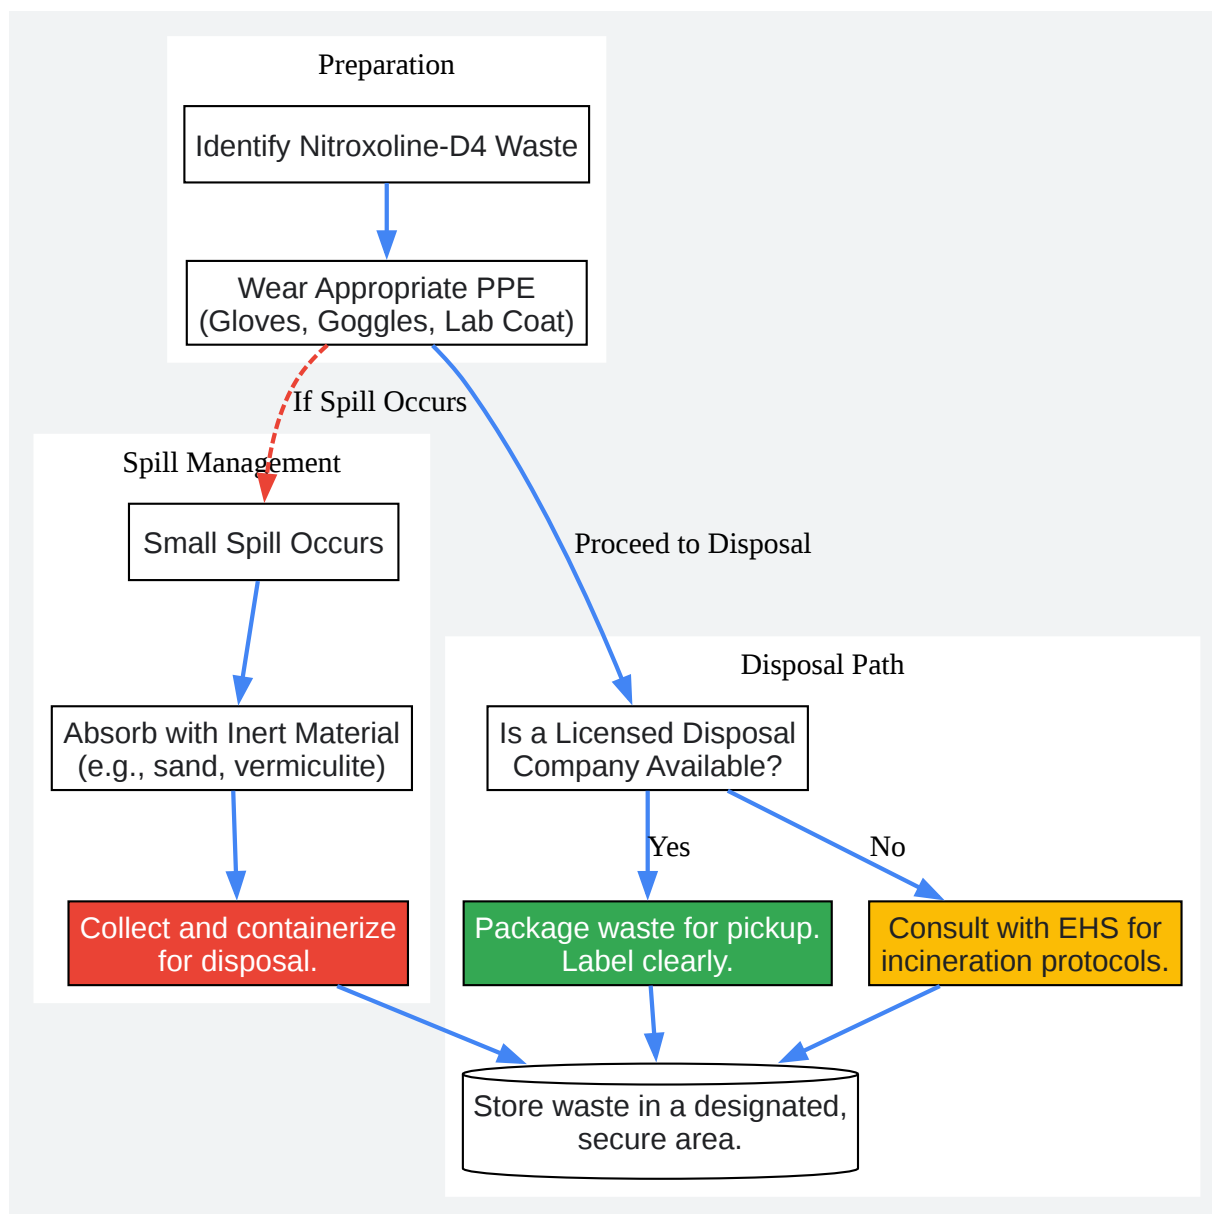 Preparation
Identify Nitroxoline-D4 Waste
Wear Appropriate PPE
(Gloves, Goggles, Lab Coat)
If Spill Occurs
Spill Management
Small Spill Occurs
Proceed to Disposal
Disposal Path
Absorb with Inert Material
(e.g., sand, vermiculite)
Is a Licensed Disposal
Company Available?
Yes
No
Collect and containerize
for disposal.
Package waste for pickup.
Label clearly.
Consult with EHS for
incineration protocols.
Store waste in a designated,
secure area.